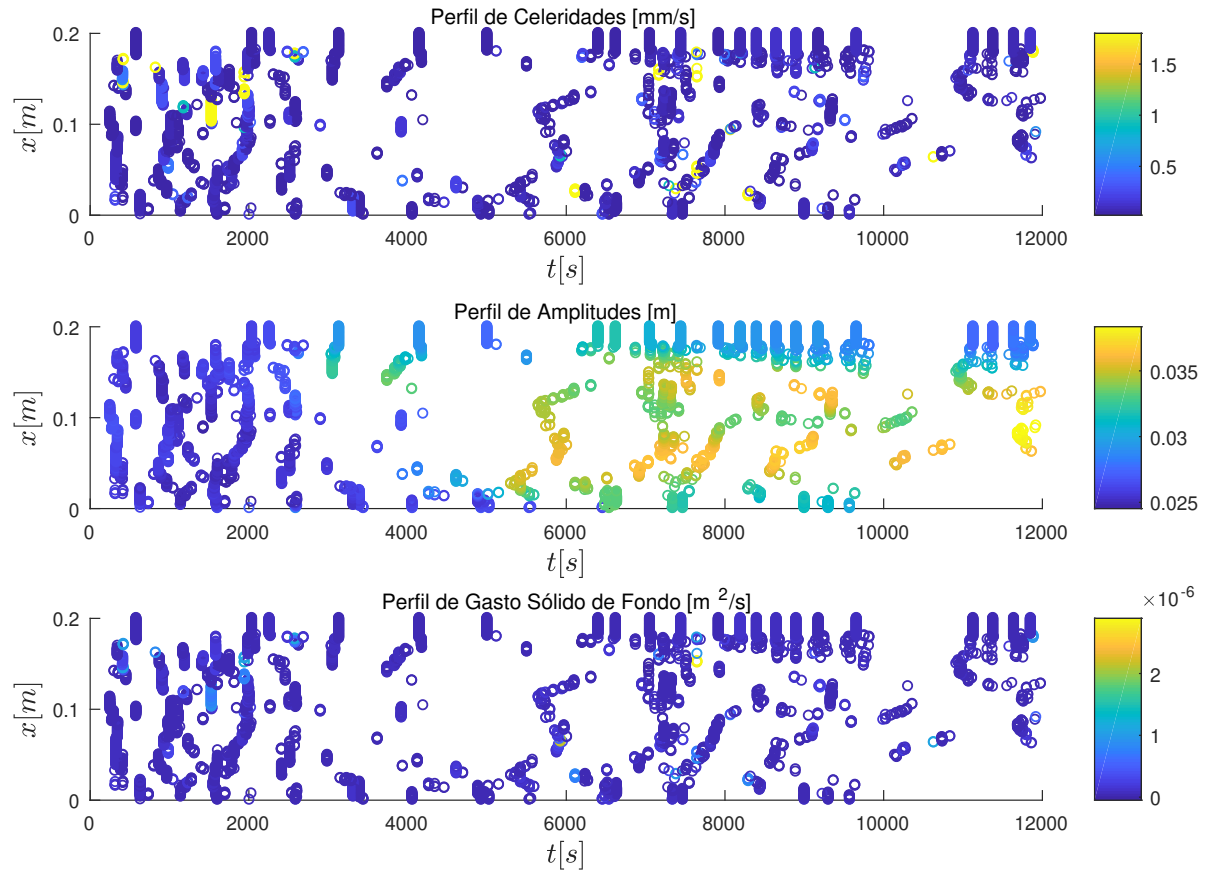 Perfil de Celeridades [mm/s]
0.2
0.1
0
x[m]
0 2000 4000 6000 8000 10000 12000
t[s]
1.5
1
0.5
Perfil de Amplitudes [m]
0.2
0.1
0
x[m]
0 2000 4000 6000 8000 10000 12000
t[s]
0.035
0.03
0.025
Perfil de Gasto Sólido de Fondo [m ²/s]
×10⁻⁶
0.2
0.1
0
x[m]
0 2000 4000 6000 8000 10000 12000
t[s]
2
1
0